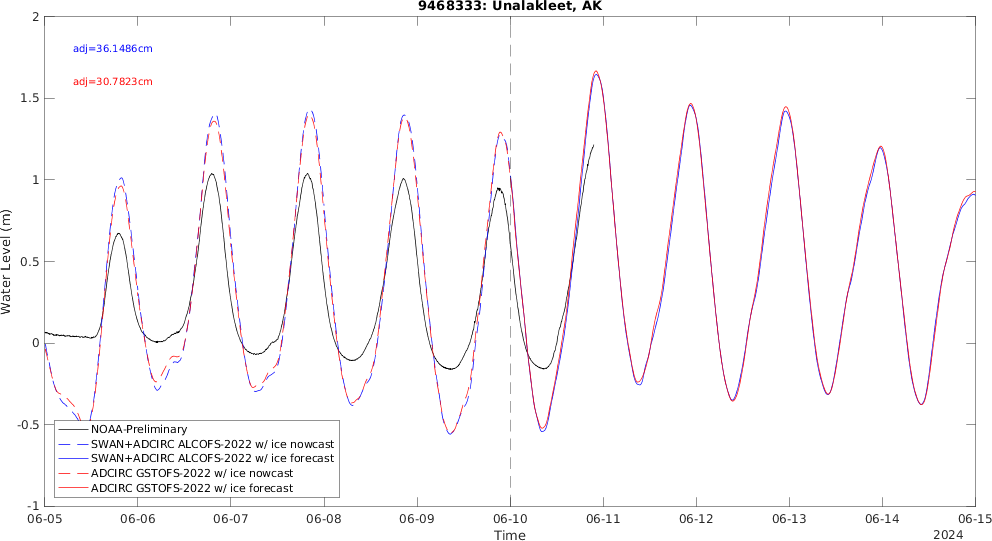 9468333: Unalakleet, AK
adj=36.1486cm
adj=30.7823cm
2
1.5
1
0.5
0
-0.5
-1
Water Level (m)
NOAA-Preliminary
SWAN+ADCIRC ALCOFS-2022 w/ ice nowcast
SWAN+ADCIRC ALCOFS-2022 w/ ice forecast
ADCIRC GSTOFS-2022 w/ ice nowcast
ADCIRC GSTOFS-2022 w/ ice forecast
06-05 06-06 06-07 06-08 06-09 06-10 06-11 06-12 06-13 06-14 06-15
Time
2024